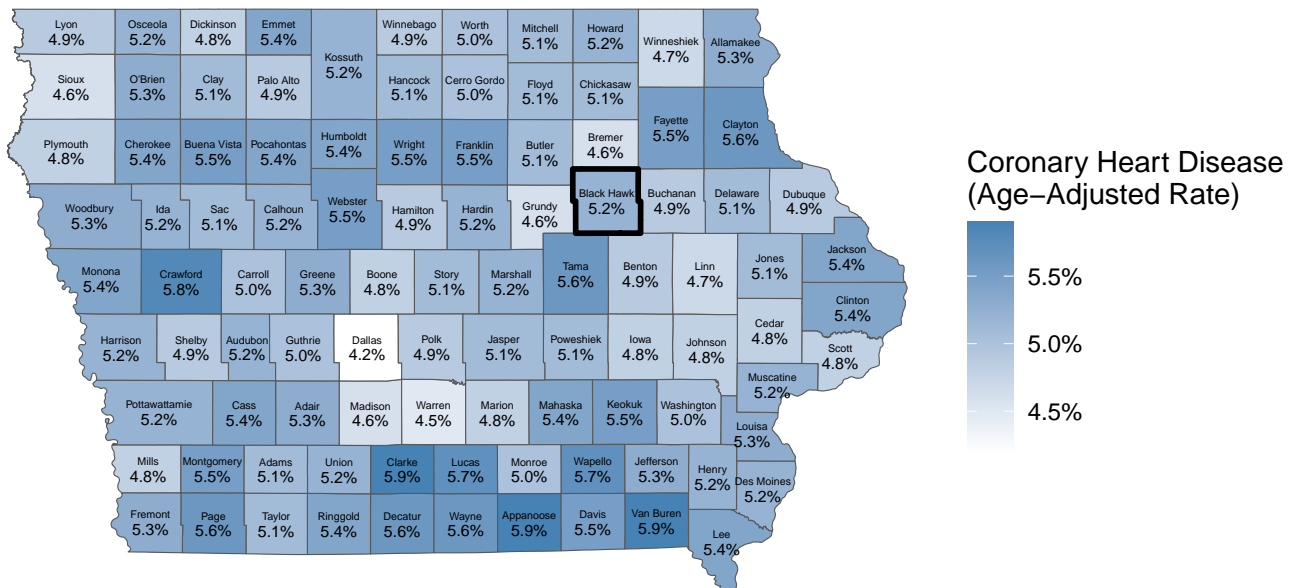 Lyon
4.9%
Osceola
5.2%
Dickinson
4.8%
Emmet
5.4%
Kossuth
5.2%
Winnebago
4.9%
Worth
5.0%
Mitchell
5.1%
Howard
5.2%
Winneshiek
4.7%
Allamakee
5.3%
Sioux
4.6%
O'Brien
5.3%
Clay
5.1%
Palo Alto
4.9%
Hancock
5.1%
Cerro Gordo
5.0%
Floyd
5.1%
Chickasaw
5.1%
Fayette
5.5%
Clayton
5.6%
Plymouth
4.8%
Cherokee
5.4%
Buena Vista
5.5%
Pocahontas
5.4%
Humboldt
5.4%
Wright
5.5%
Franklin
5.5%
Butler
5.1%
Bremer
4.6%
Woodbury
5.3%
Ida
5.2%
Sac
5.1%
Calhoun
5.2%
Webster
5.5%
Hamilton
4.9%
Hardin
5.2%
Grundy
4.6%
Black Hawk
5.2%
Buchanan
4.9%
Delaware
5.1%
Dubuque
4.9%
Monona
5.4%
Crawford
5.8%
Carroll
5.0%
Greene
5.3%
Boone
4.8%
Story
5.1%
Marshall
5.2%
Tama
5.6%
Benton
4.9%
Linn
4.7%
Jones
5.1%
Jackson
5.4%
Clinton
5.4%
Harrison
5.2%
Shelby
4.9%
Audubon
5.2%
Guthrie
5.0%
Dallas
4.2%
Polk
4.9%
Jasper
5.1%
Poweshiek
5.1%
Iowa
4.8%
Johnson
4.8%
Cedar
4.8%
Scott
4.8%
Muscatine
5.2%
Pottawattamie
5.2%
Cass
5.4%
Adair
5.3%
Madison
4.6%
Warren
4.5%
Marion
4.8%
Mahaska
5.4%
Keokuk
5.5%
Washington
5.0%
Louisa
5.3%
Mills
4.8%
Montgomery
5.5%
Adams
5.1%
Union
5.2%
Clarke
5.9%
Lucas
5.7%
Monroe
5.0%
Wapello
5.7%
Jefferson
5.3%
Henry
5.2%
Des Moines
5.2%
Fremont
5.3%
Page
5.6%
Taylor
5.1%
Ringgold
5.4%
Decatur
5.6%
Wayne
5.6%
Appanoose
5.9%
Davis
5.5%
Van Buren
5.9%
Lee
5.4%
Coronary Heart Disease
(Age−Adjusted Rate)
5.5%
5.0%
4.5%